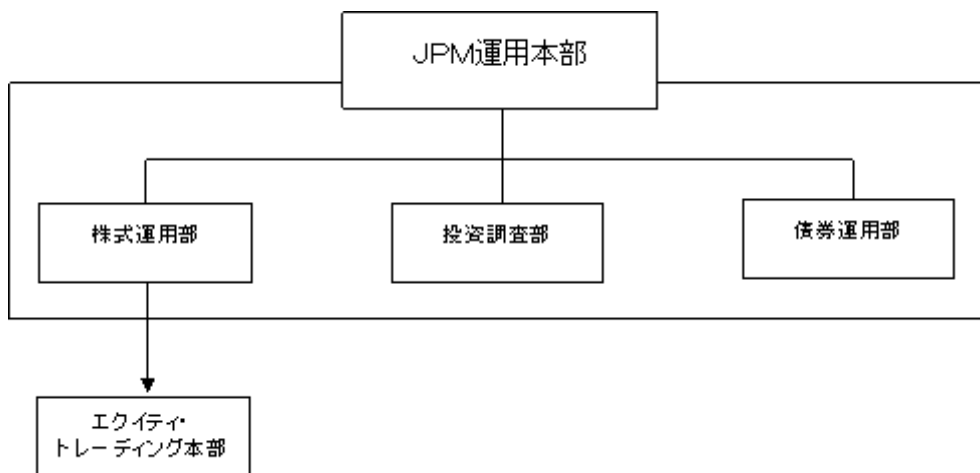 JPM運用本部
株式運用部
投資調査部
債券運用部
エクイティ・
トレーディング本部